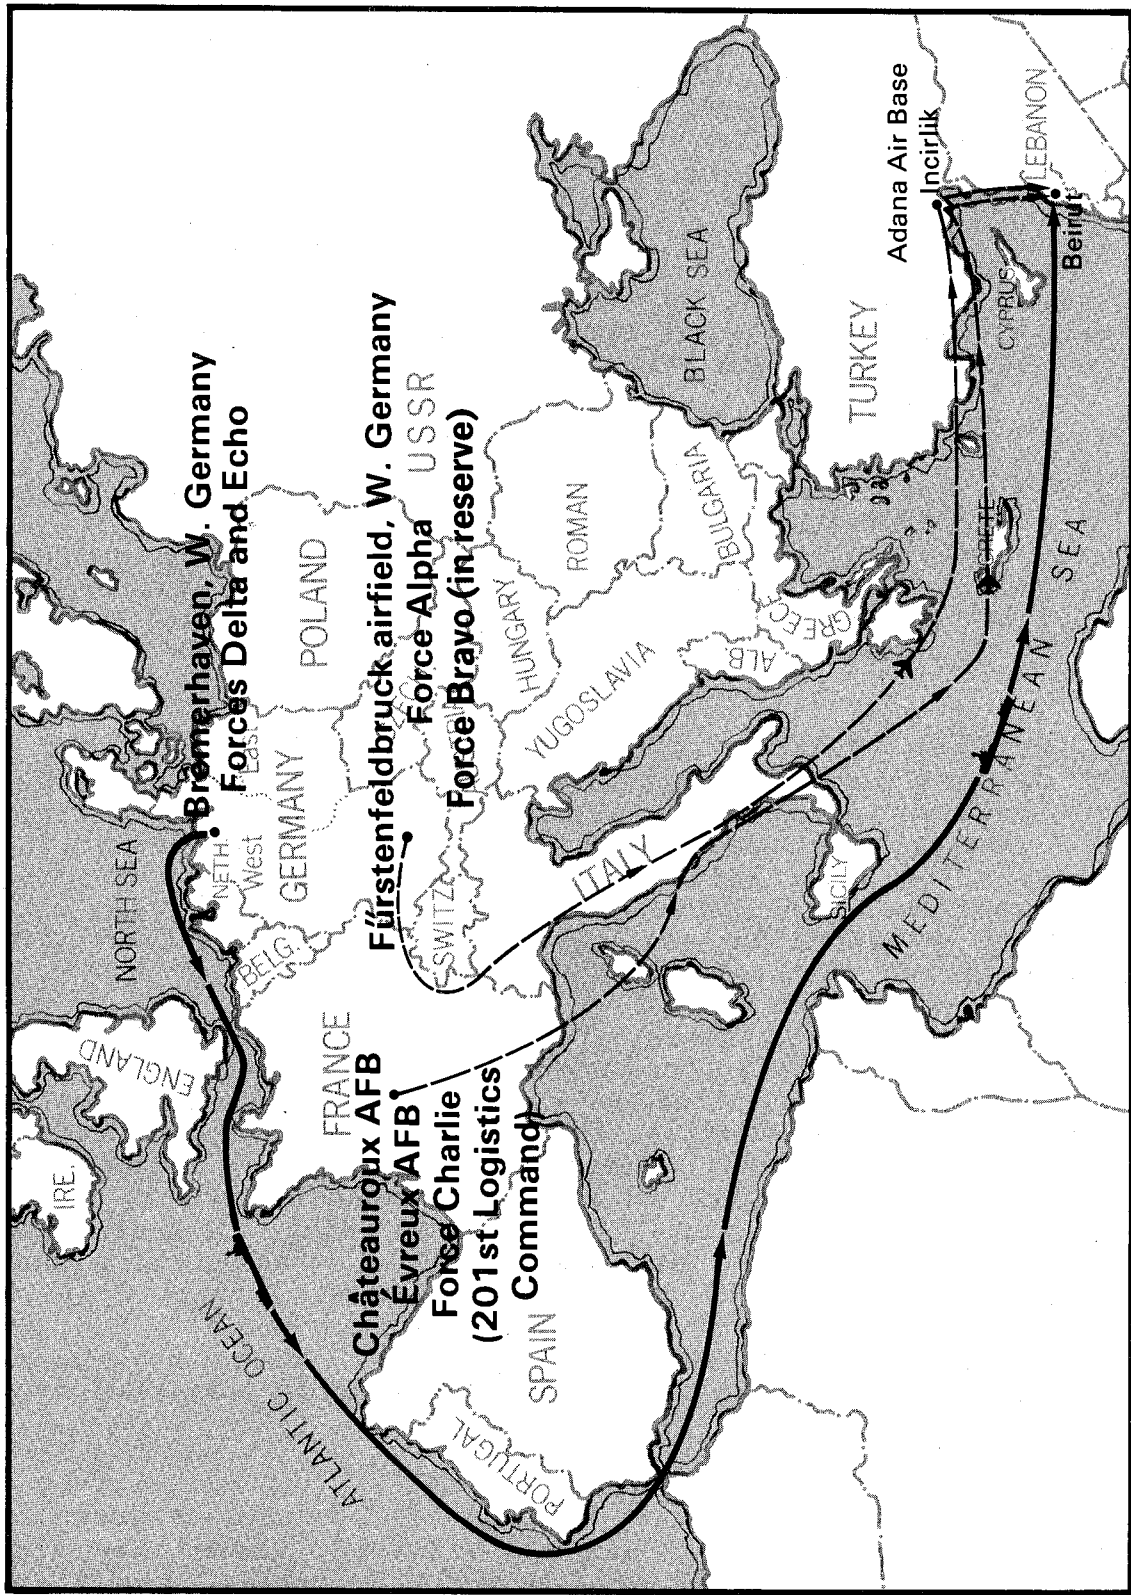 NORTH SEA
ENGLAND
IRE.
ATLANTIC OCEAN
Bremerhaven, W. Germany
Forces Delta and Echo
NETH.
West
East
GERMANY
POLAND
BELG.
FRANCE
Châteauroux AFB
Évreux AFB
Force Charlie
(201st Logistics
Command)
Fürstenfeldbruck airfield, W. Germany
Force Alpha
Force Bravo (in reserve)
USSR
SWITZ.
HUNGARY
ROMAN
YUGOSLAVIA
BULGARIA
ALB.
GREECE
ITALY
SICILY
SPAIN
PORTUGAL
BLACK SEA
TURKEY
Adana Air Base
Incirlik
CYPRUS
CRETE
LEBANON
Beirut
MEDITERRANEAN SEA